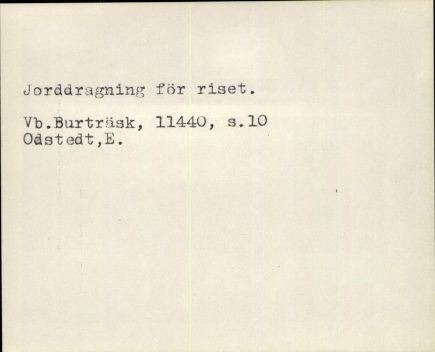 Jorddragning för riset.
Vb.Burträsk, 11440, s.10
Odstedt,E.